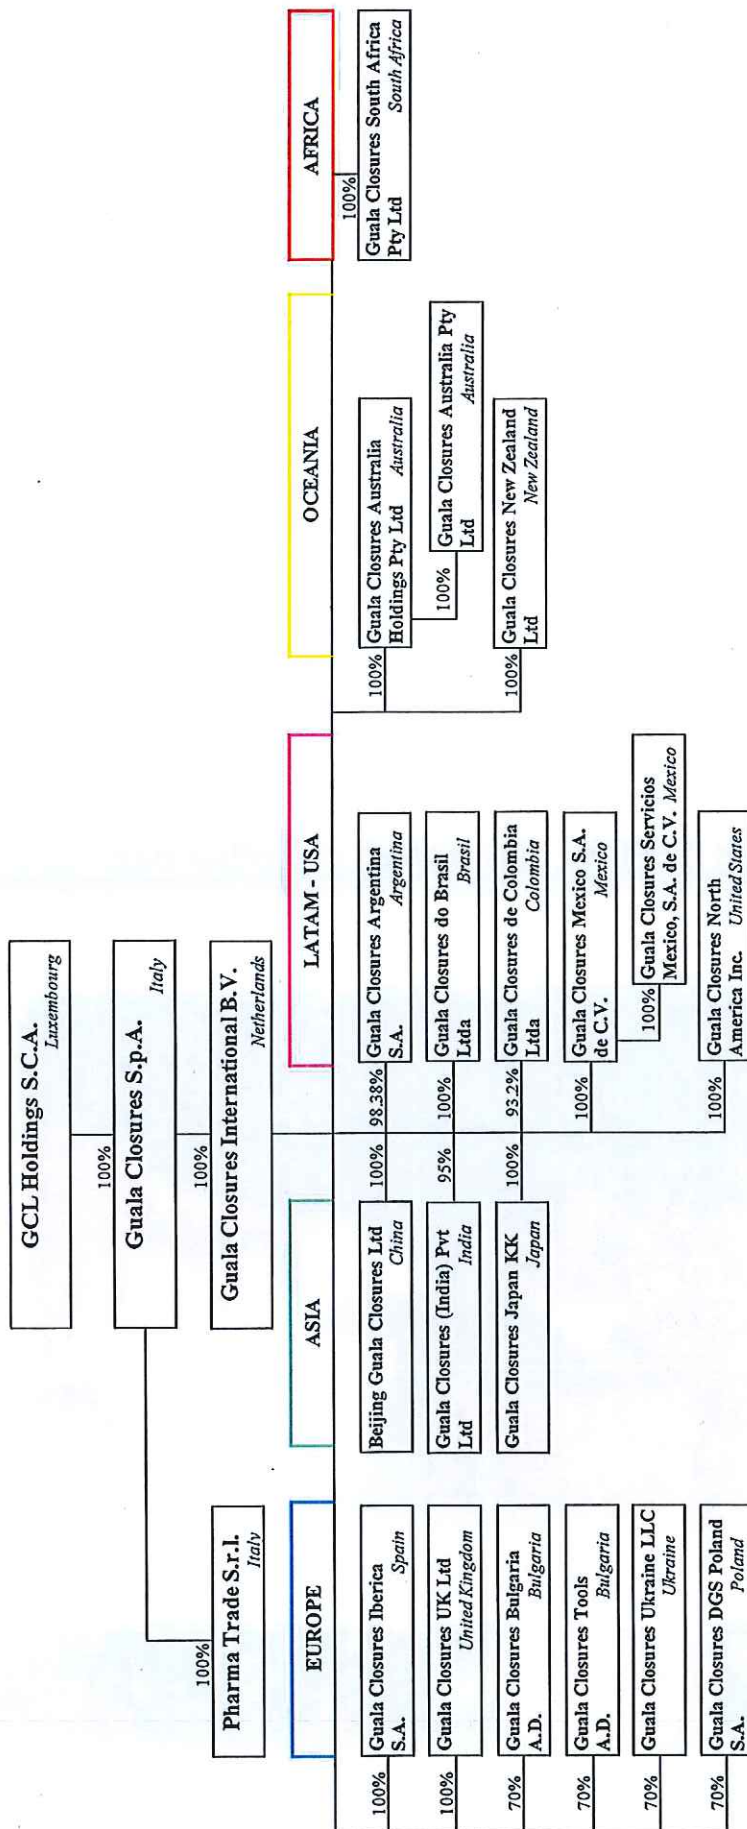 GCL Holdings S.C.A.
Luxembourg
100%
Guala Closures S.p.A.
Italy
100%
100%
Pharma Trade S.r.l.
Italy
Guala Closures International B.V.
Netherlands
EUROPE
100%
Guala Closures Iberica
S.A. Spain
100%
Guala Closures UK Ltd
United Kingdom
70%
Guala Closures Bulgaria
A.D. Bulgaria
70%
Guala Closures Tools
A.D. Bulgaria
70%
Guala Closures Ukraine LLC
Ukraine
70%
Guala Closures DGS Poland
S.A. Poland
ASIA
Beijing Guala Closures Ltd
China
100%
Guala Closures (India) Pvt
Ltd India
95%
Guala Closures Japan KK
Japan
100%
LATAM - USA
98.38%
Guala Closures Argentina
S.A. Argentina
100%
Guala Closures do Brasil
Ltda Brasil
93.2%
Guala Closures de Colombia
Ltda Colombia
100%
Guala Closures Mexico S.A.
de C.V. Mexico
100%
Guala Closures Servicios
Mexico, S.A. de C.V. Mexico
100%
Guala Closures North
America Inc. United States
OCEANIA
100%
Guala Closures Australia
Holdings Pty Ltd Australia
100%
Guala Closures Australia Pty
Ltd Australia
100%
Guala Closures New Zealand
Ltd New Zealand
AFRICA
100%
Guala Closures South Africa
Pty Ltd South Africa